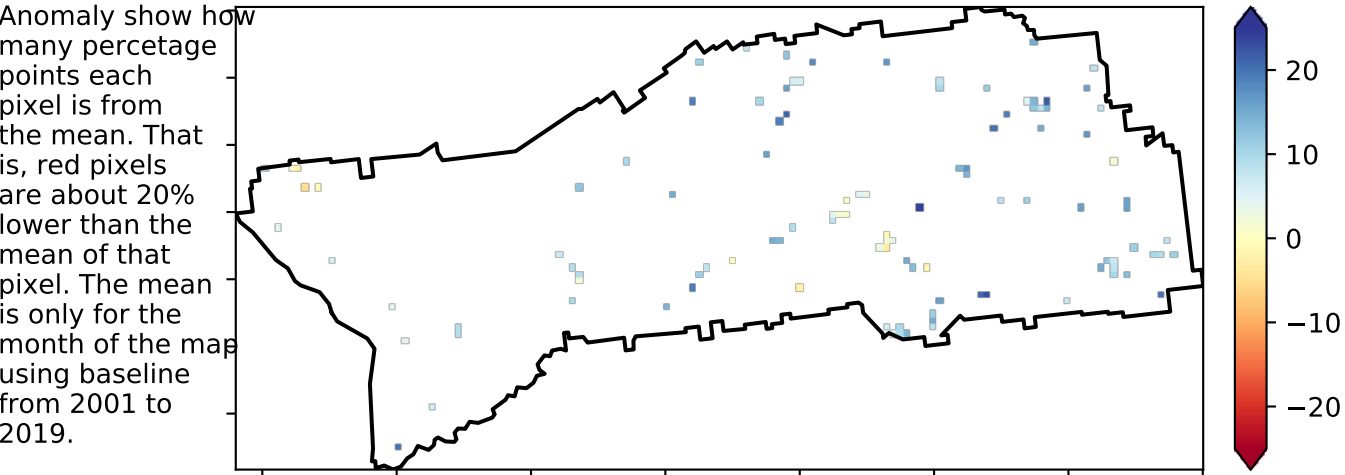 Anomaly show how
many percetage
points each
pixel is from
the mean. That
is, red pixels
are about 20%
lower than the
mean of that
pixel. The mean
is only for the
month of the map
using baseline
from 2001 to
2019.
20
10
0
−10
−20